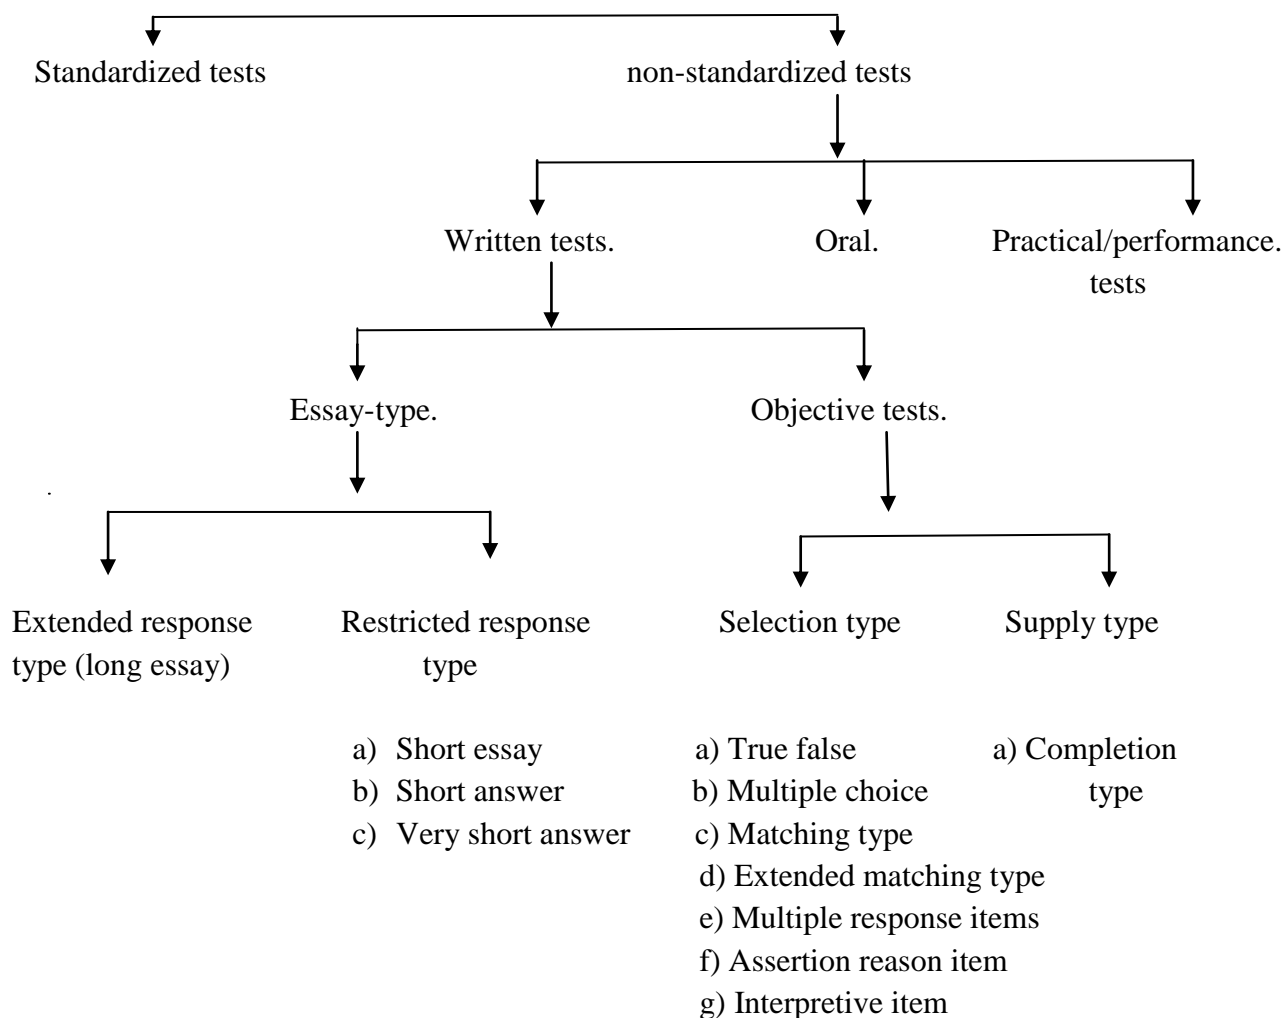 Standardized tests
non-standardized tests
Written tests.
Oral.
Practical/performance.
tests
Essay-type.
Objective tests.
Extended response
type (long essay)
Restricted response
type
Selection type
Supply type
a) Short essay
b) Short answer
c) Very short answer
a) True false
b) Multiple choice
c) Matching type
d) Extended matching type
e) Multiple response items
f) Assertion reason item
g) Interpretive item
a) Completion
type